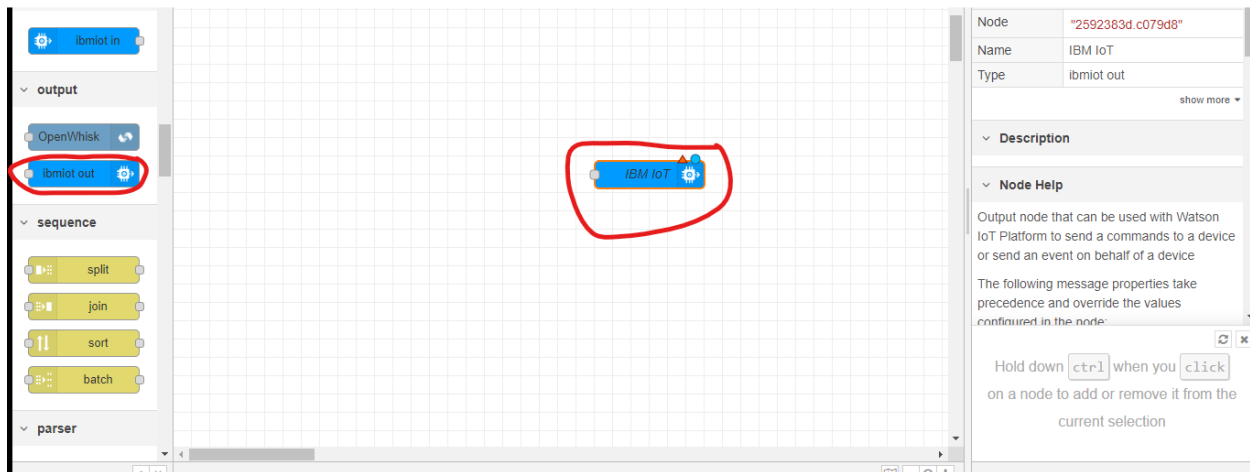 ibmiot in
output
OpenWhisk
ibmiot out
sequence
split
join
sort
batch
parser
IBM IoT
Node "2592383d.c079d8"
Name IBM IoT
Type ibmiot out
show more
Description
Node Help
Output node that can be used with Watson
IoT Platform to send a commands to a device
or send an event on behalf of a device
The following message properties take
precedence and override the values
configured in the node:
Hold down ctrl when you click
on a node to add or remove it from the
current selection